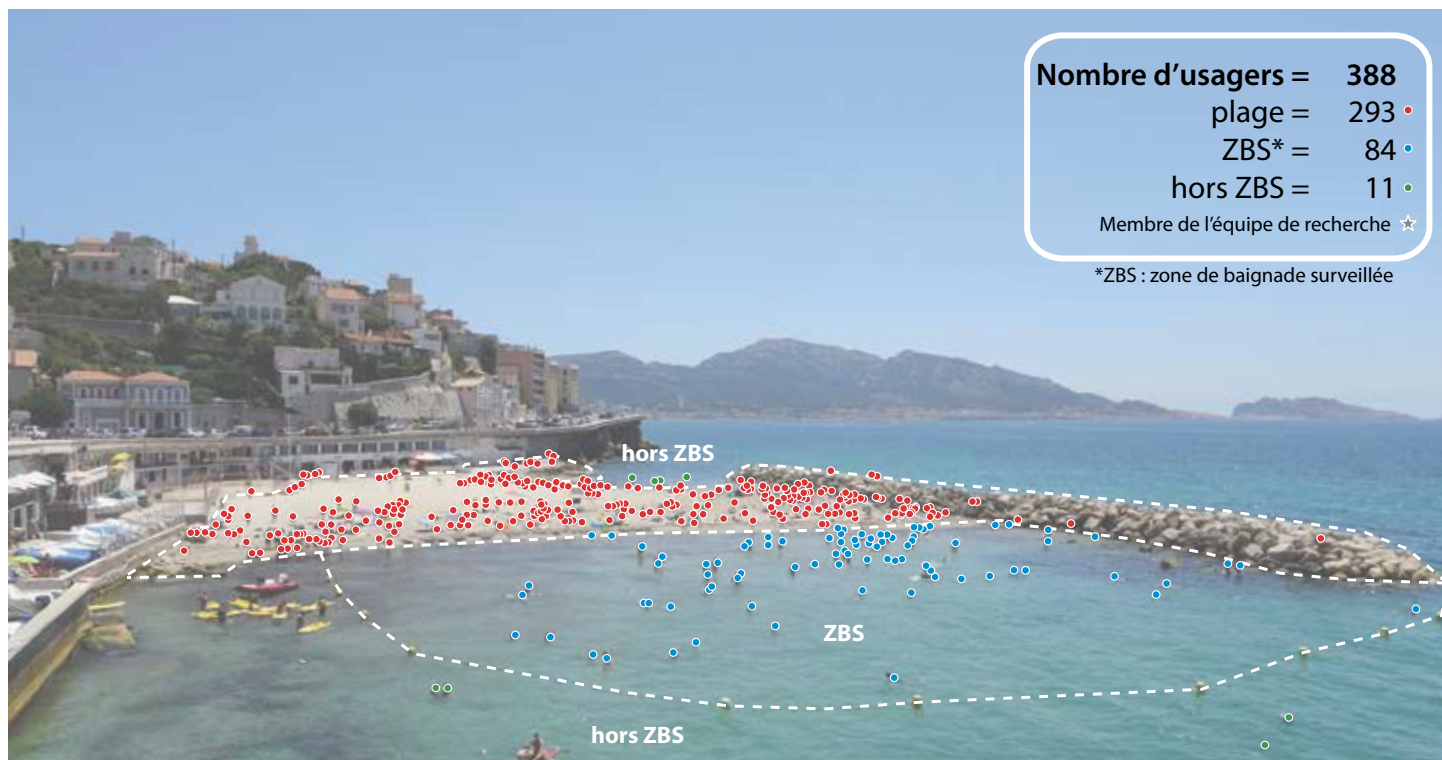 Nombre d'usagers = 388
plage = 293
ZBS* = 84
hors ZBS = 11
Membre de l'équipe de recherche
*ZBS : zone de baignade surveillée
hors ZBS
ZBS
hors ZBS